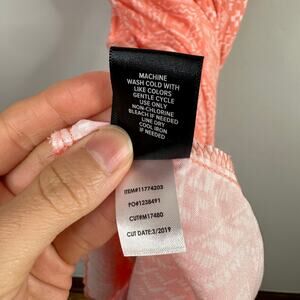 MACHINE
WASH COLD WITH
LIKE COLORS
GENTLE CYCLE
USE ONLY
NON-CHLORINE
BLEACH IF NEEDED
LINE DRY
COOL IRON
IF NEEDED
ITEM#11774203
PO#1238491
CUT#M17480
CUT DATE:3/2019